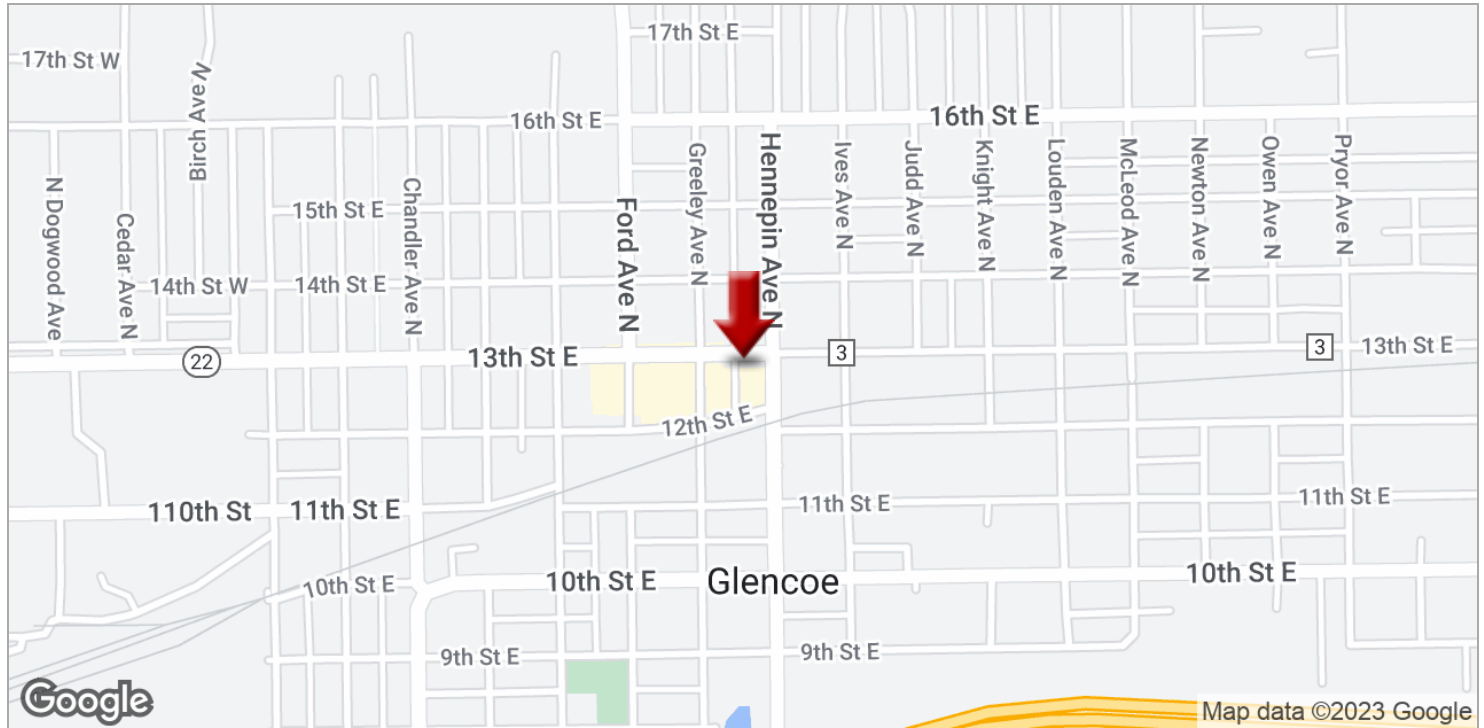 17th St E
17th St W
Birch Ave N
16th St E
16th St E
Hennepin Ave N
Greeley Ave N
Ives Ave N
Judd Ave N
Knight Ave N
Louden Ave N
McLeod Ave N
Newton Ave N
Owen Ave N
Pryor Ave N
N Dogwood Ave
Cedar Ave N
Chandler Ave N
Ford Ave N
15th St E
14th St W
14th St E
22
13th St E
3
3
13th St E
12th St E
110th St
11th St E
11th St E
11th St E
10th St E
10th St E
Glencoe
10th St E
9th St E
9th St E
Google
Map data ©2023 Google